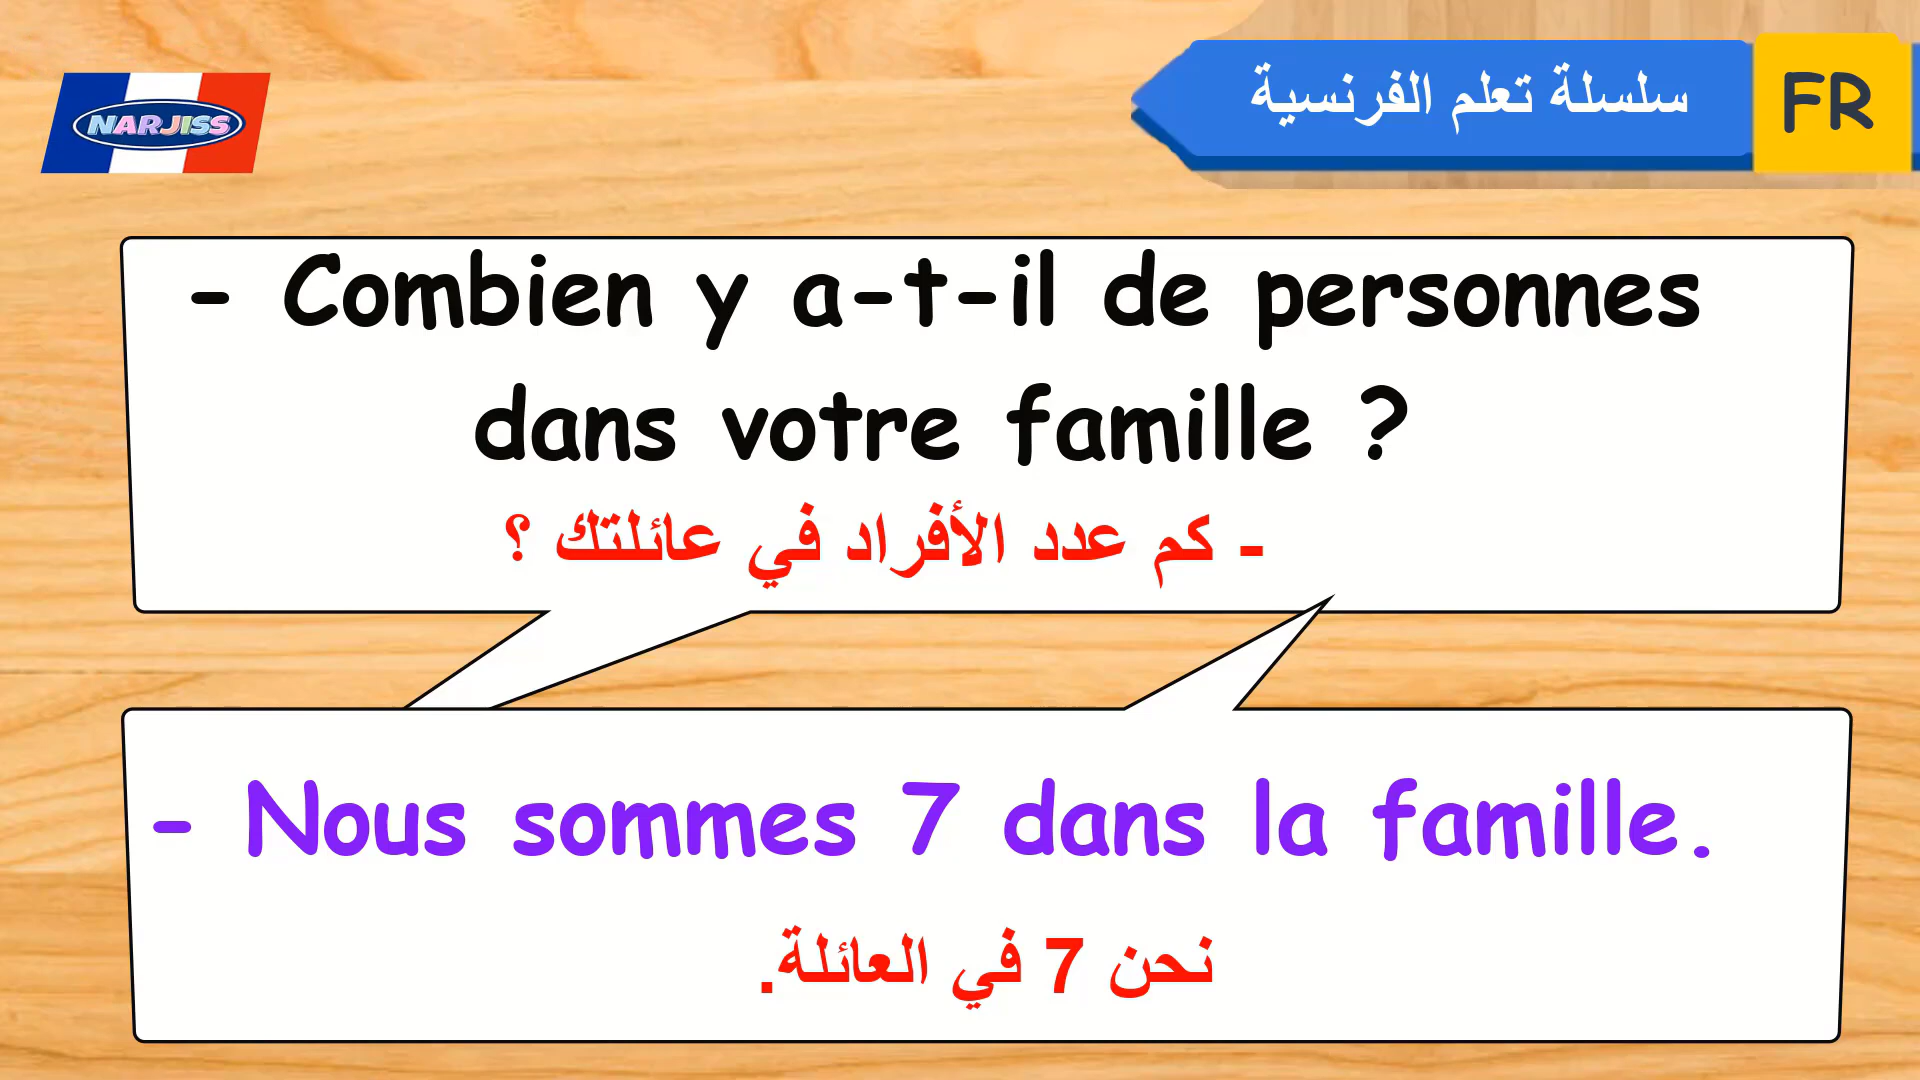 NARJISS
سلسلة تعلم الفرنسية
FR
- Combien y a-t-il de personnes
dans votre famille ?
- كم عدد الأفراد في عائلتك ؟
- Nous sommes 7 dans la famille.
نحن 7 في العائلة.